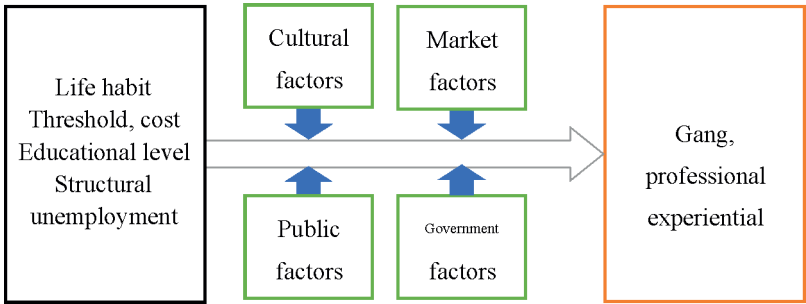 Life habit
Threshold, cost
Educational level
Structural
unemployment
Cultural
factors
Market
factors
Public
factors
Government
factors
Gang,
professional
experiential